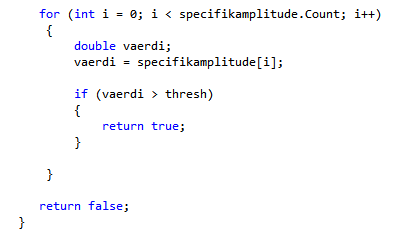 for (int i = 0; i < specifikamplitude.Count; i++)
{
double vaerdi;
vaerdi = specifikamplitude[i];
if (vaerdi > thresh)
{
return true;
}
}
return false;
}